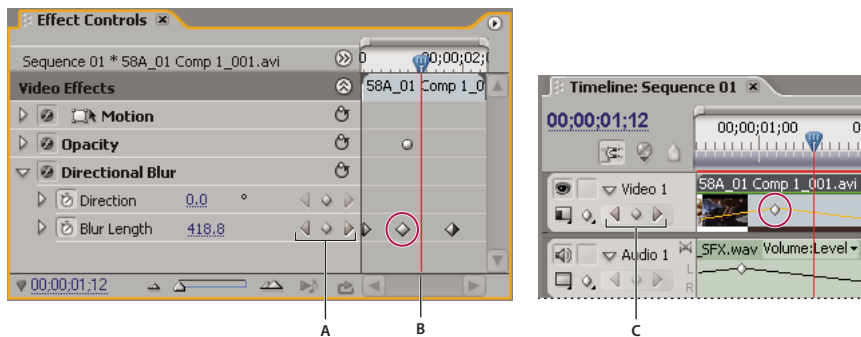 Effect Controls
Sequence 01 * 58A_01 Comp 1_001.avi
0
00;00;02;(
Video Effects
58A_01 Comp 1_0
Motion
Opacity
Directional Blur
Direction 0.0 °
Blur Length 418.8
00;00;01;12
A
B
Timeline: Sequence 01
00;00;01;12
00;00;01;00
0
Video 1
58A_01 Comp 1_001.avi
Audio 1
_SFX.wav Volume:Level
L
R
C